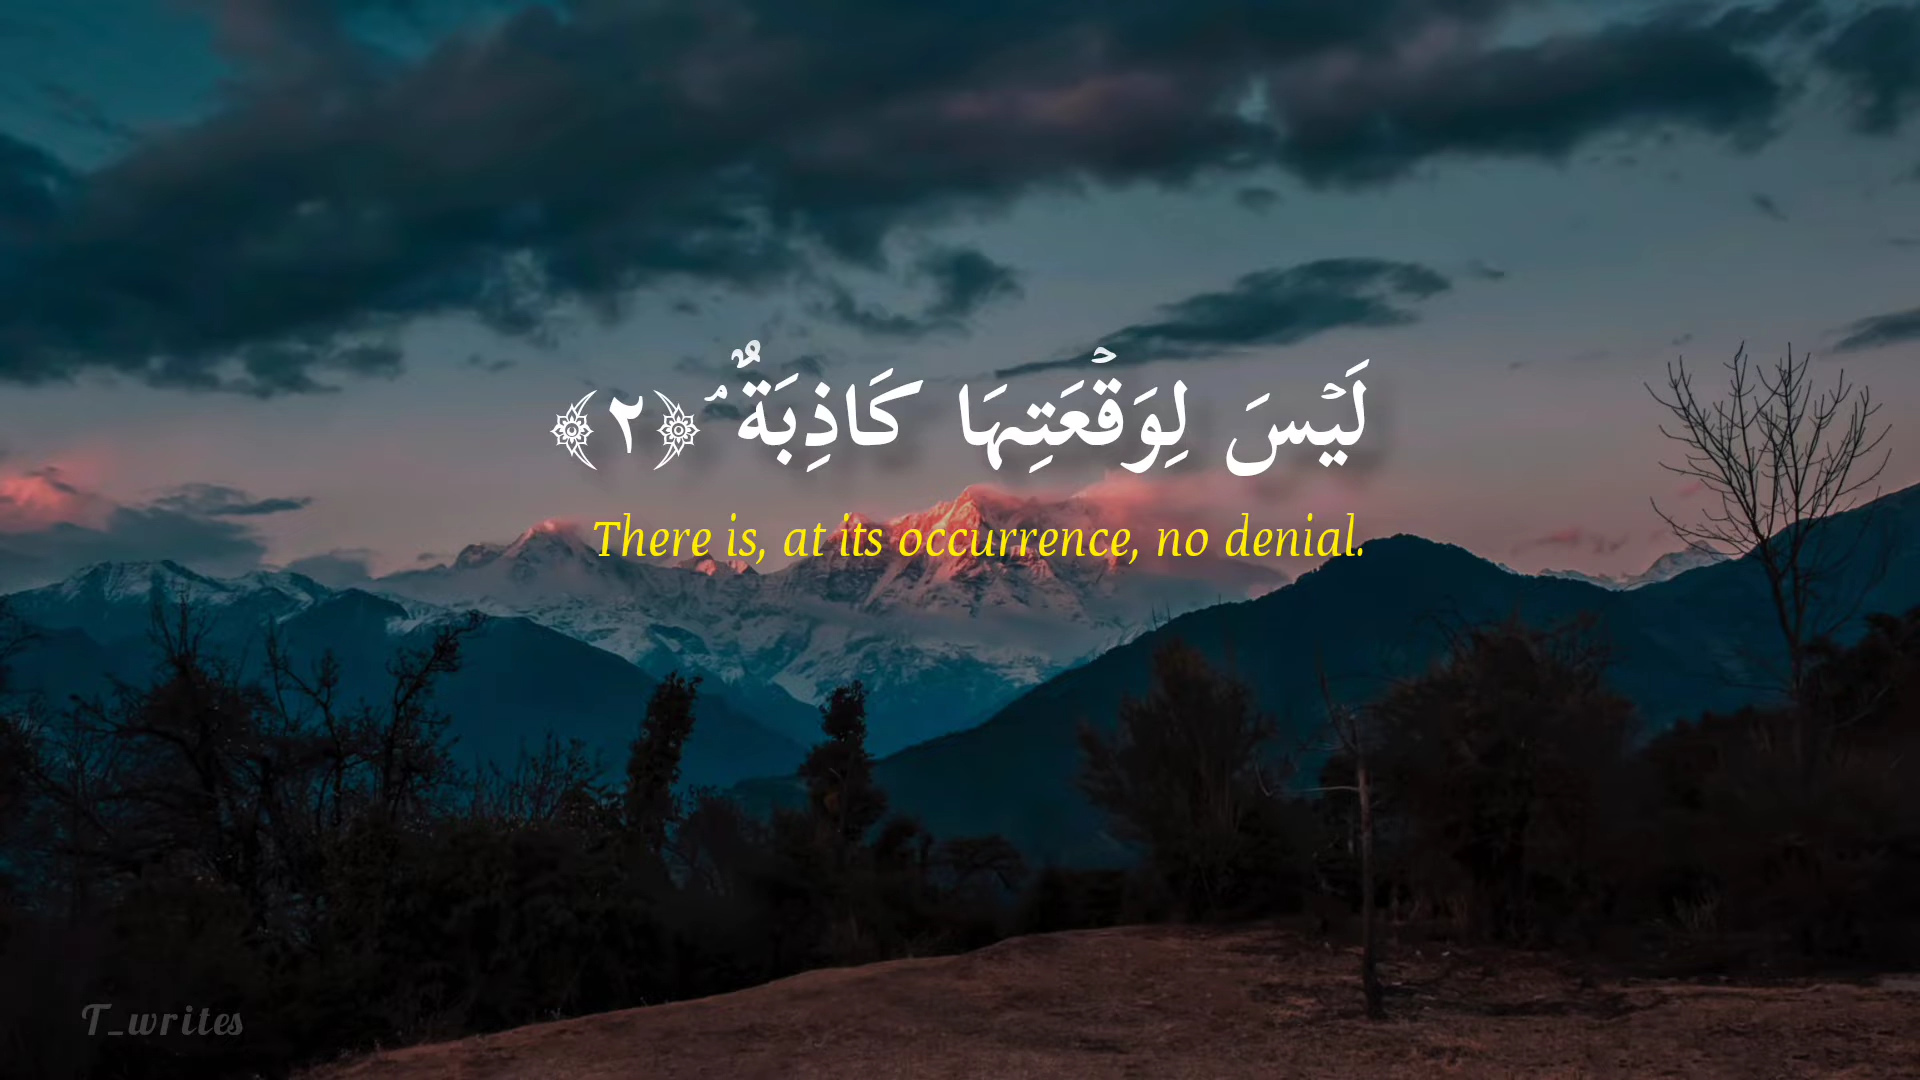 لَيۡسَ لِوَقۡعَتِهَا كَاذِبَةٌ ۘ ﴿٢﴾
There is, at its occurrence, no denial.
T_writes